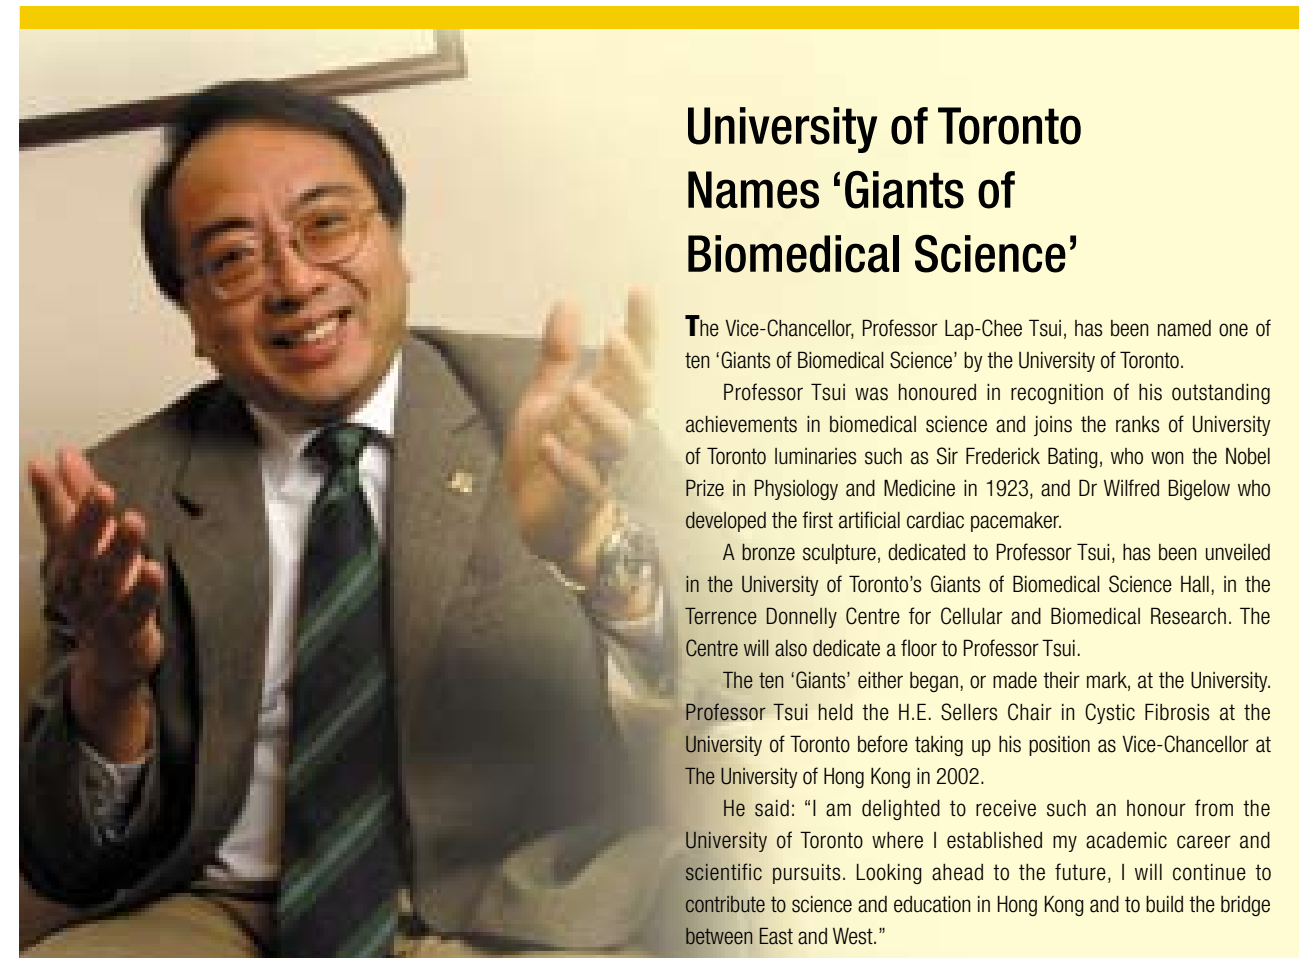 University of Toronto
Names ‘Giants of
Biomedical Science’
The Vice-Chancellor, Professor Lap-Chee Tsui, has been named one of
ten ‘Giants of Biomedical Science’ by the University of Toronto.
Professor Tsui was honoured in recognition of his outstanding
achievements in biomedical science and joins the ranks of University
of Toronto luminaries such as Sir Frederick Bating, who won the Nobel
Prize in Physiology and Medicine in 1923, and Dr Wilfred Bigelow who
developed the first artificial cardiac pacemaker.
A bronze sculpture, dedicated to Professor Tsui, has been unveiled
in the University of Toronto’s Giants of Biomedical Science Hall, in the
Terrence Donnelly Centre for Cellular and Biomedical Research. The
Centre will also dedicate a floor to Professor Tsui.
The ten ‘Giants’ either began, or made their mark, at the University.
Professor Tsui held the H.E. Sellers Chair in Cystic Fibrosis at the
University of Toronto before taking up his position as Vice-Chancellor at
The University of Hong Kong in 2002.
He said: “I am delighted to receive such an honour from the
University of Toronto where I established my academic career and
scientific pursuits. Looking ahead to the future, I will continue to
contribute to science and education in Hong Kong and to build the bridge
between East and West.”